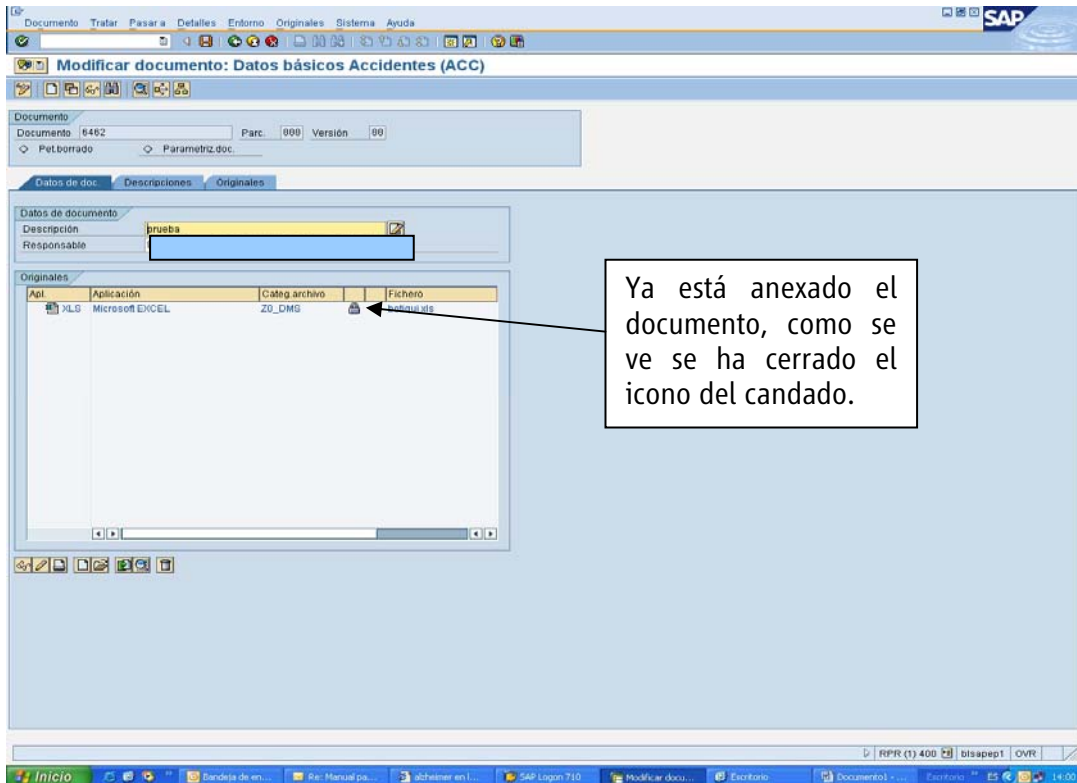 Documento Tratar Pasar a Detalles Entorno Originales Sistema Ayuda
SAP
Modificar documento: Datos básicos Accidentes (ACC)
Documento
Documento 6462 Parc. 000 Versión 00
Pet.borrado Parametriz.doc.
Datos de doc. Descripciones Originales
Datos de documento
Descripción prueba
Responsable
Originales
Apl. Aplicación Categ.archivo Fichero
XLS Microsoft EXCEL Z0_DMG botiqui.xls
Ya está anexado el
documento, como se
ve se ha cerrado el
icono del candado.
RPR (1) 400 blsapep1 OVR
Inicio Bandeja de en... Re: Manual pa... alzheimer en l... SAP Logon 710 Modificar docu... Escritorio Documento1 - ... Escritorio ES 14:00